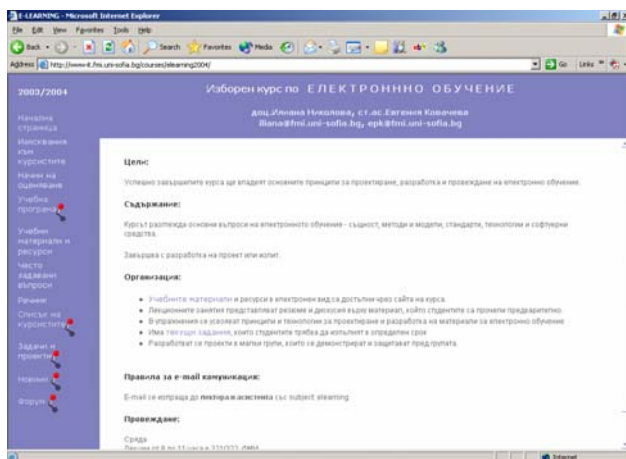 E-LEARNING - Microsoft Internet Explorer
File Edit View Favorites Tools Help
Back Search Favorites Media
Address http://www-it.fmi.uni-sofia.bg/courses/elearning2004/ Go Links
2003/2004
Начална
страница
Изисквания
към
курсистите
Начин на
оценяване
Учебна
програма
Учебни
материали и
ресурси
Често
задавани
въпроси
Речник
Списък на
курсистите
Задачи и
проекти
Новини
Форум
Изборен курс по ЕЛЕКТРОННО ОБУЧЕНИЕ
доц.Илиана Николова, ст.ас.Евгения Ковачева
iliana@fmi.uni-sofia.bg, epk@fmi.uni-sofia.bg
Цели:
Успешно завършилите курса ще владеят основните принципи за проектиране, разработка и провеждане на електронно обучение.
Съдържание:
Курсът разглежда основни въпроси на електронното обучение - същност, методи и модели, стандарти, технологии и софтуерни
средства.
Завършва с разработка на проект или изпит.
Организация:
Учебните материали и ресурси в електронен вид са достъпни чрез сайта на курса.
Лекционните занятия представляват резюме и дискусия върху материал, който студентите са прочели предварително.
В упражнения се усвояват принципи и технологии за проектиране и разработка на материали за електронно обучение
Има текущи задания, които студентите трябва да изпълнят в определен срок
Разработват се проекти в малки групи, които се демонстрират и защитават пред групата.
Правила за e-mail комуникация:
E-mail се изпраща до лектора и асистента със subject elearning
Провеждане:
Сряда
Internet